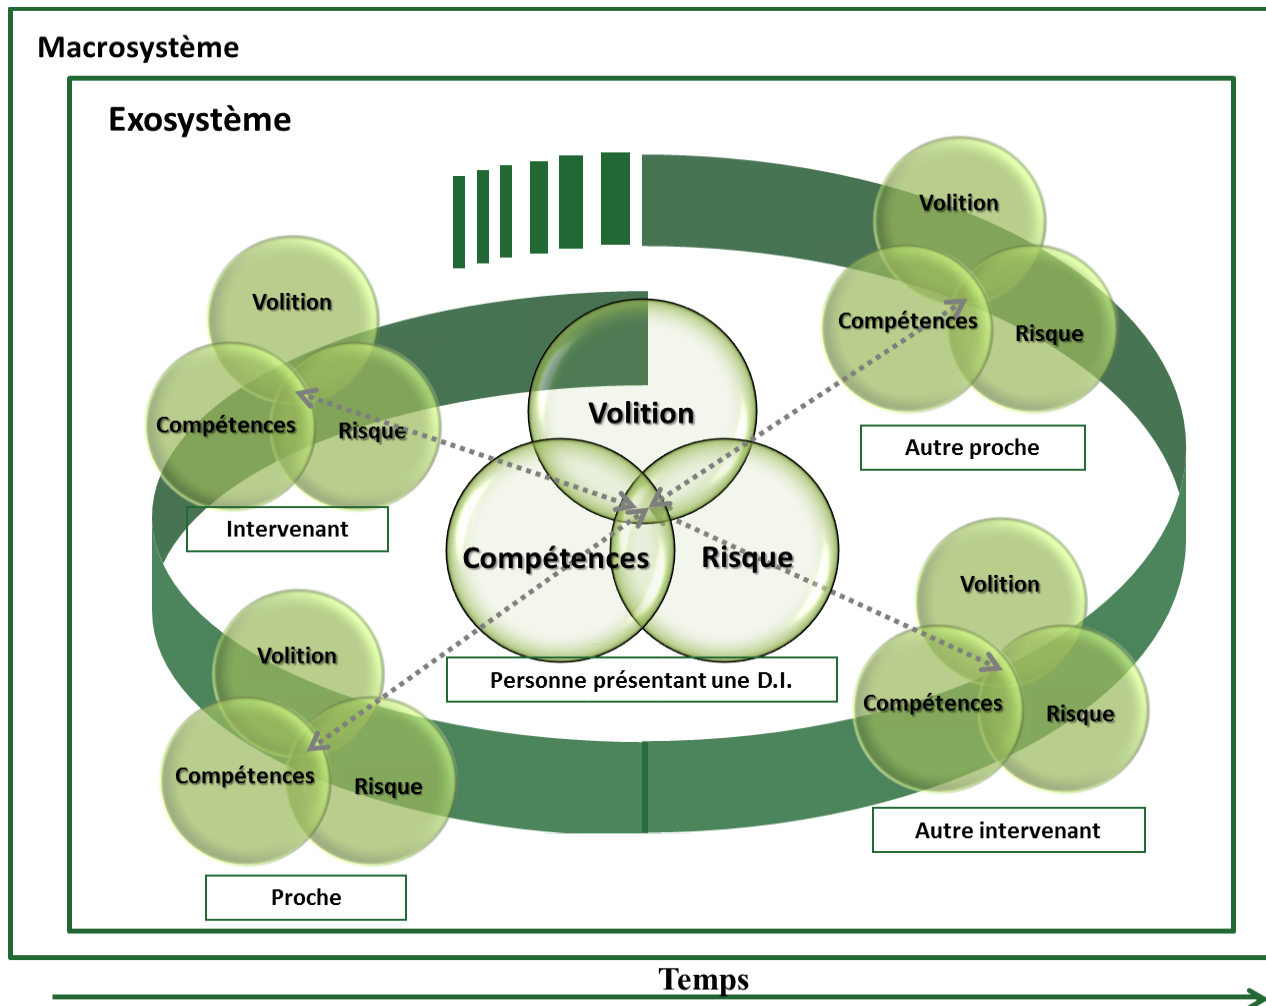 Macrosystème
Exosystème
Volition
Compétences
Risque
Autre proche
Volition
Compétences
Risque
Intervenant
Volition
Compétences
Risque
Personne présentant une D.I.
Volition
Compétences
Risque
Proche
Volition
Compétences
Risque
Autre intervenant
Temps